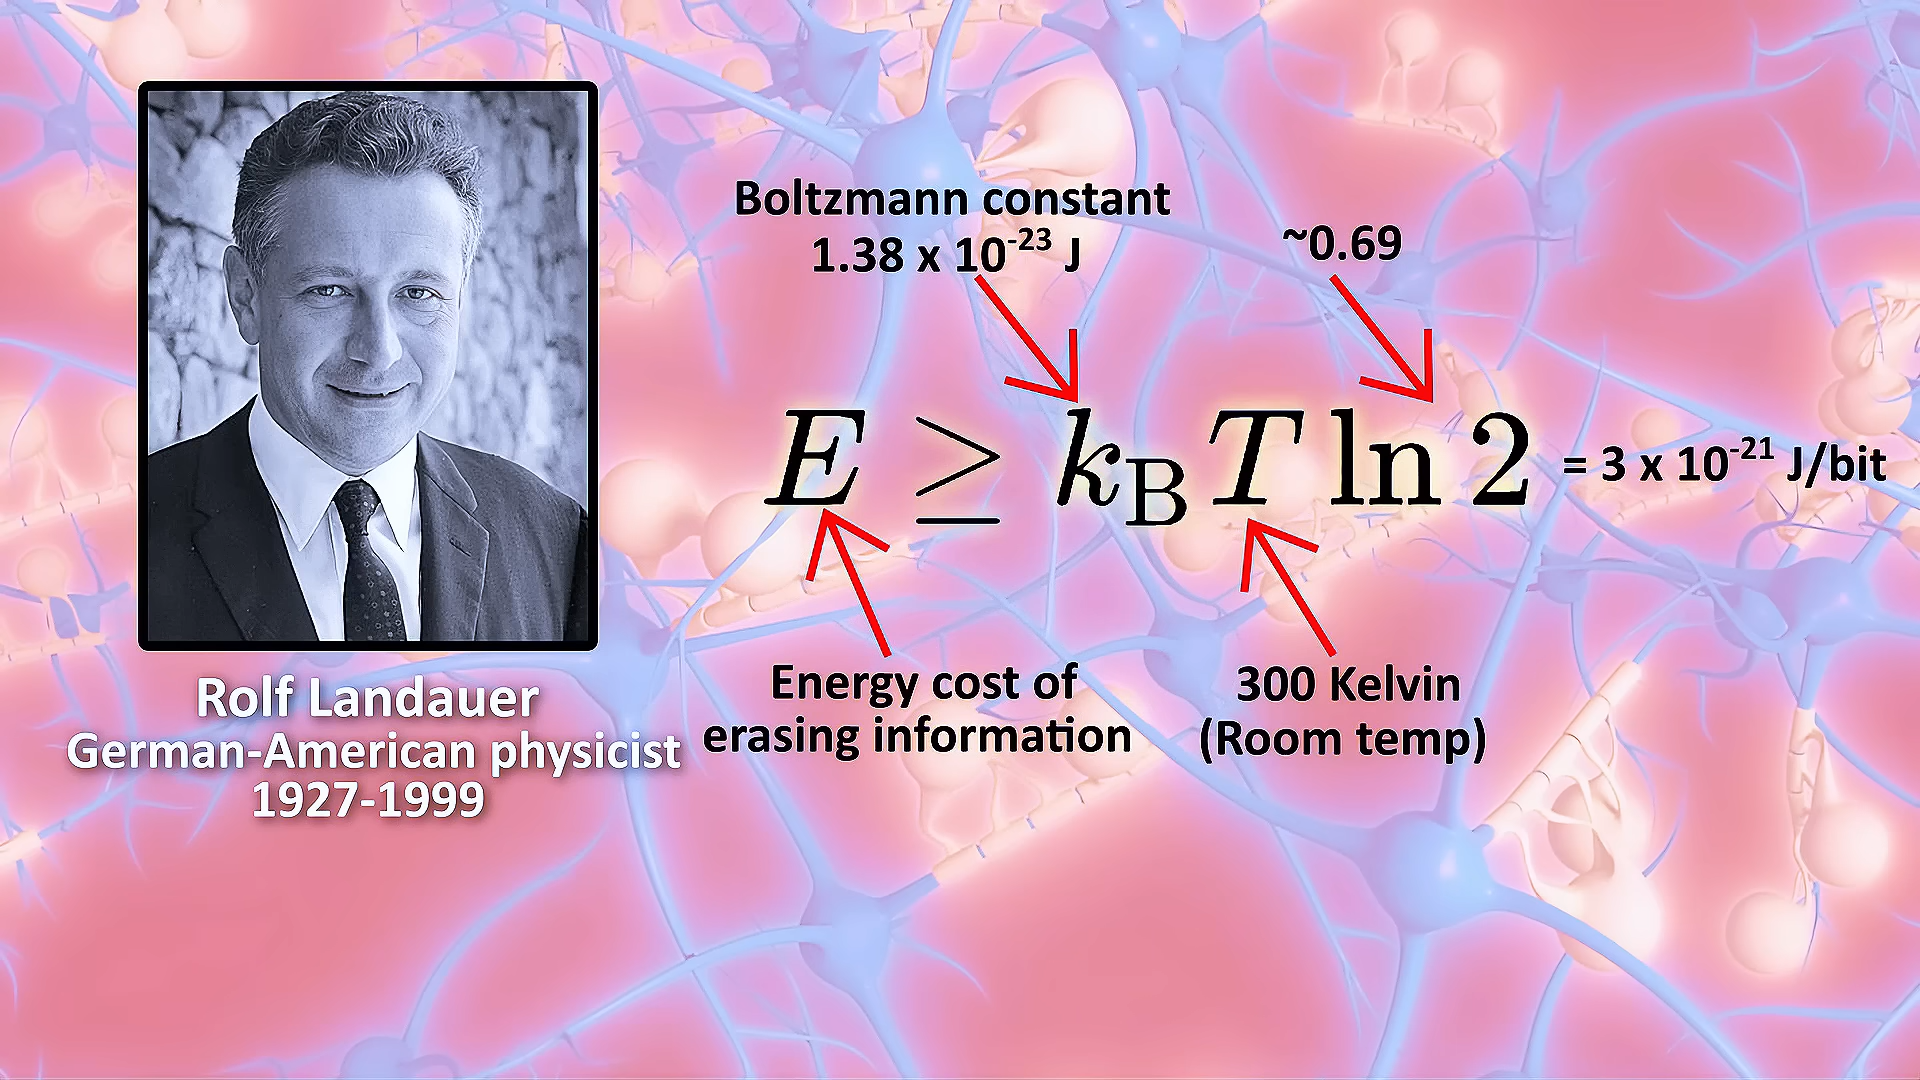 Boltzmann constant
1.38 x 10⁻²³ J
~0.69
E ≥ k_B T ln 2 = 3 x 10⁻²¹ J/bit
Energy cost of
erasing information
300 Kelvin
(Room temp)
Rolf Landauer
German-American physicist
1927-1999